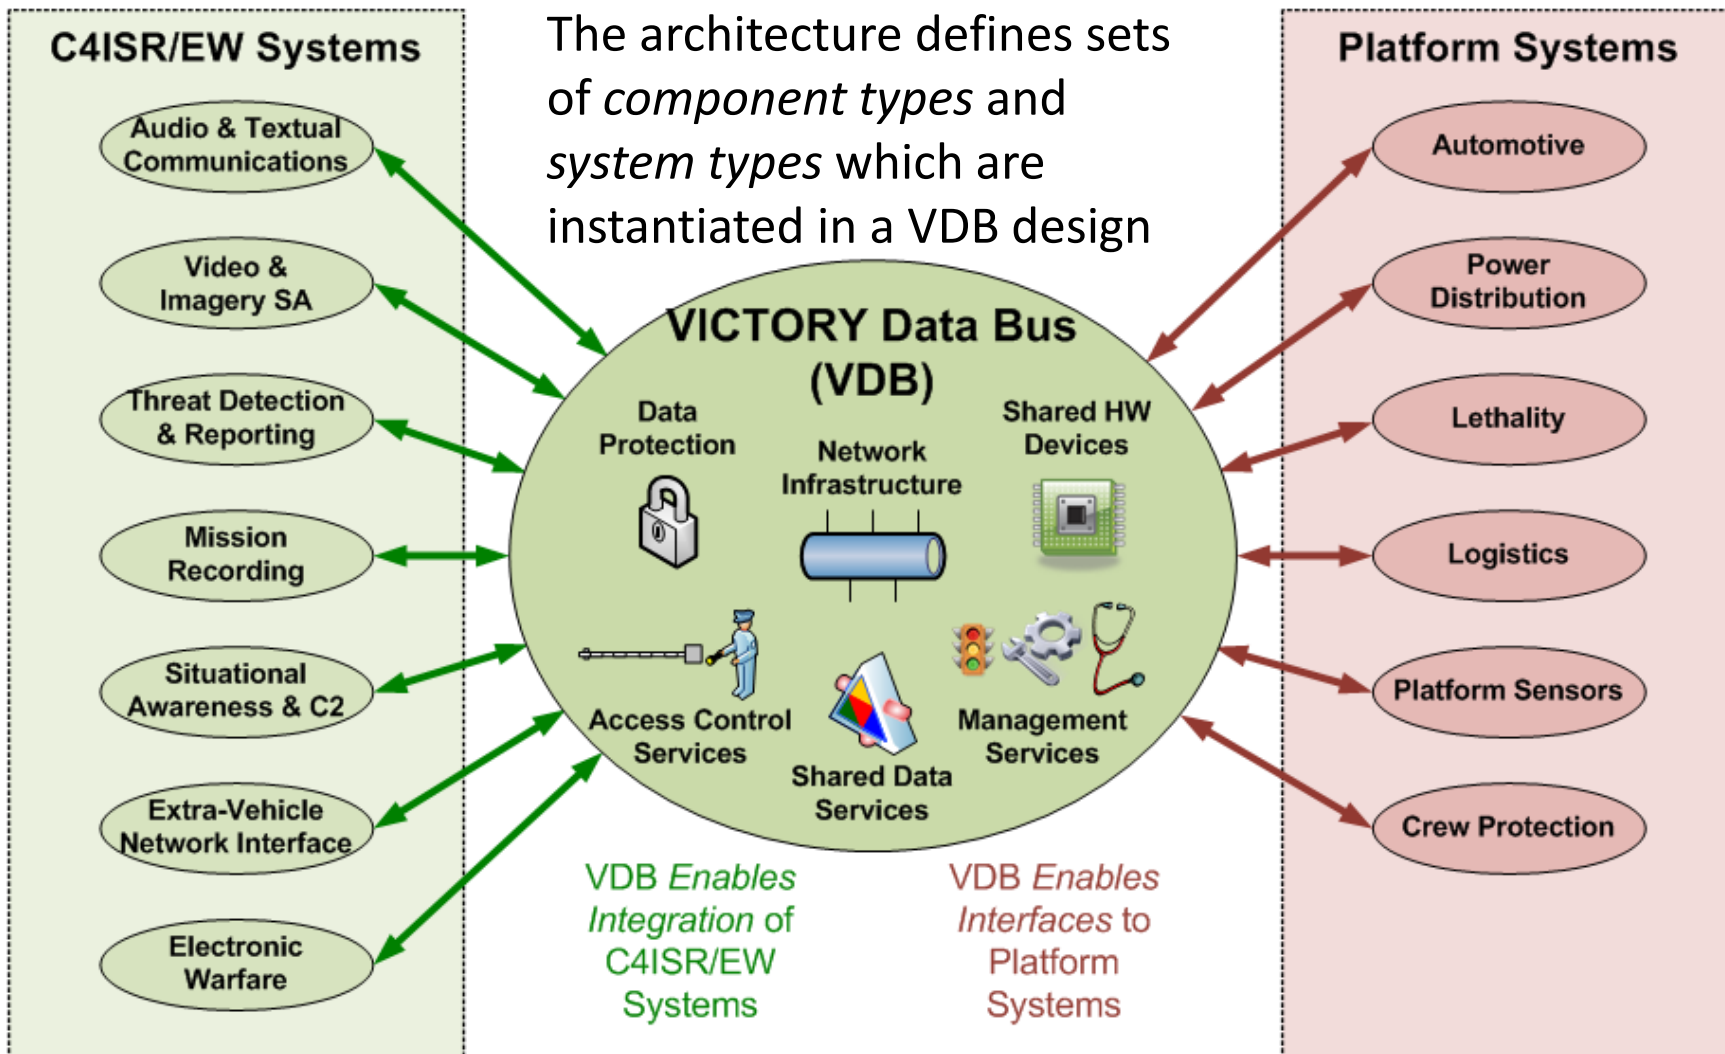 C4ISR/EW Systems
Audio & Textual
Communications
Video &
Imagery SA
Threat Detection
& Reporting
Mission
Recording
Situational
Awareness & C2
Extra-Vehicle
Network Interface
Electronic
Warfare
The architecture defines sets
of component types and
system types which are
instantiated in a VDB design
VICTORY Data Bus
(VDB)
Data
Protection
Network
Infrastructure
Shared HW
Devices
Access Control
Services
Shared Data
Services
Management
Services
VDB Enables
Integration of
C4ISR/EW
Systems
VDB Enables
Interfaces to
Platform
Systems
Platform Systems
Automotive
Power
Distribution
Lethality
Logistics
Platform Sensors
Crew Protection